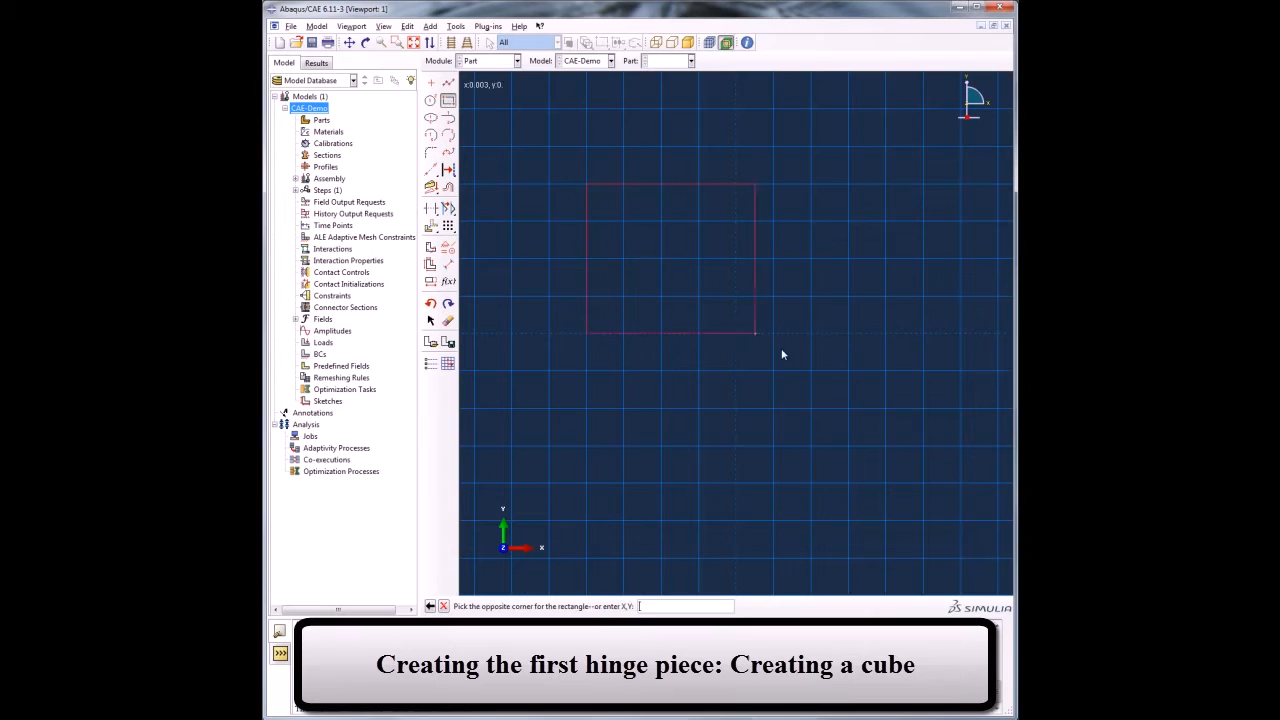 Abaqus/CAE 6.11-3 [Viewport: 1]
File Model Viewport View Edit Add Tools Plug-ins Help
All
Model Results
Module: Part Model: CAE-Demo Part:
Model Database
x:0.003, y:0.
Models (1)
CAE-Demo
Parts
Materials
Calibrations
Sections
Profiles
Assembly
Steps (1)
Field Output Requests
History Output Requests
Time Points
ALE Adaptive Mesh Constraints
Interactions
Interaction Properties
Contact Controls
Contact Initializations
Constraints
Connector Sections
Fields
Amplitudes
Loads
BCs
Predefined Fields
Remeshing Rules
Optimization Tasks
Sketches
Annotations
Analysis
Jobs
Adaptivity Processes
Co-executions
Optimization Processes
f(x)
Y
X
Z
Y
X
Pick the opposite corner for the rectangle--or enter X,Y:
SIMULIA
>>>
Creating the first hinge piece: Creating a cube